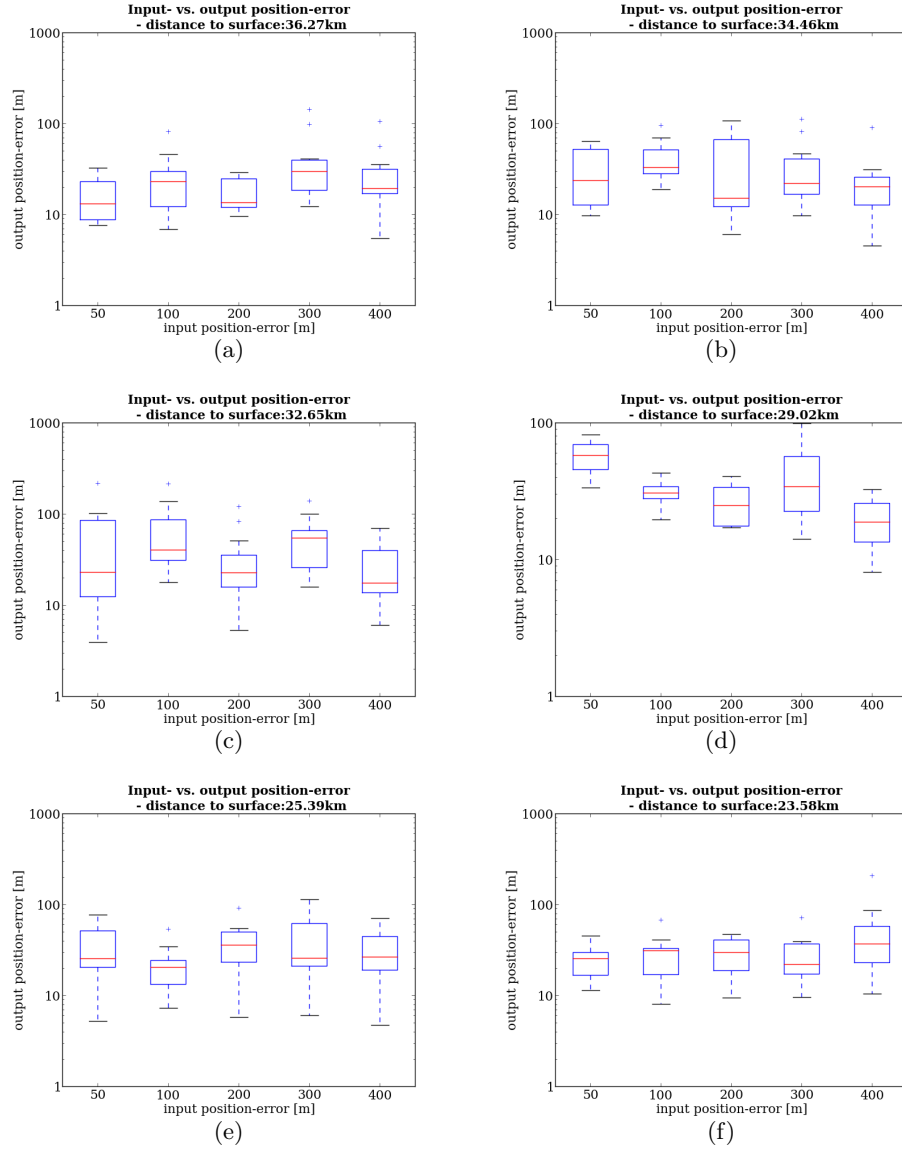 Input- vs. output position-error
- distance to surface:36.27km
1000
100
10
1
output position-error [m]
50 100 200 300 400
input position-error [m]
(a)
Input- vs. output position-error
- distance to surface:34.46km
1000
100
10
1
output position-error [m]
50 100 200 300 400
input position-error [m]
(b)
Input- vs. output position-error
- distance to surface:32.65km
1000
100
10
1
output position-error [m]
50 100 200 300 400
input position-error [m]
(c)
Input- vs. output position-error
- distance to surface:29.02km
100
10
1
output position-error [m]
50 100 200 300 400
input position-error [m]
(d)
Input- vs. output position-error
- distance to surface:25.39km
1000
100
10
1
output position-error [m]
50 100 200 300 400
input position-error [m]
(e)
Input- vs. output position-error
- distance to surface:23.58km
1000
100
10
1
output position-error [m]
50 100 200 300 400
input position-error [m]
(f)